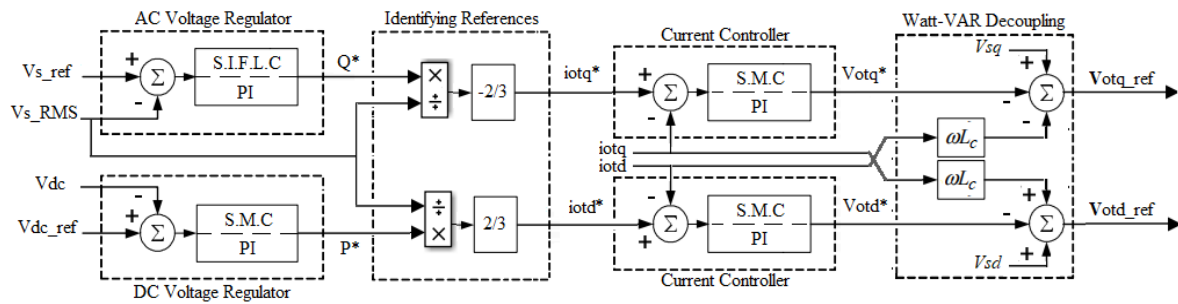 AC Voltage Regulator
Identifying References
Current Controller
Watt-VAR Decoupling
Vs_ref
+
Σ
-
S.I.F.L.C
PI
Q*
×
÷
-2/3
iotq*
+
Σ
-
S.M.C
PI
Votq*
Vsq
+
-
Σ
-
Votq_ref
Vs_RMS
iotq
iotd
ωLc
ωLc
Vdc
-
+
Σ
Vdc_ref
S.M.C
PI
P*
÷
×
2/3
iotd*
-
Σ
+
S.M.C
PI
Votd*
+
-
Σ
+
Vsd
Votd_ref
DC Voltage Regulator
Current Controller